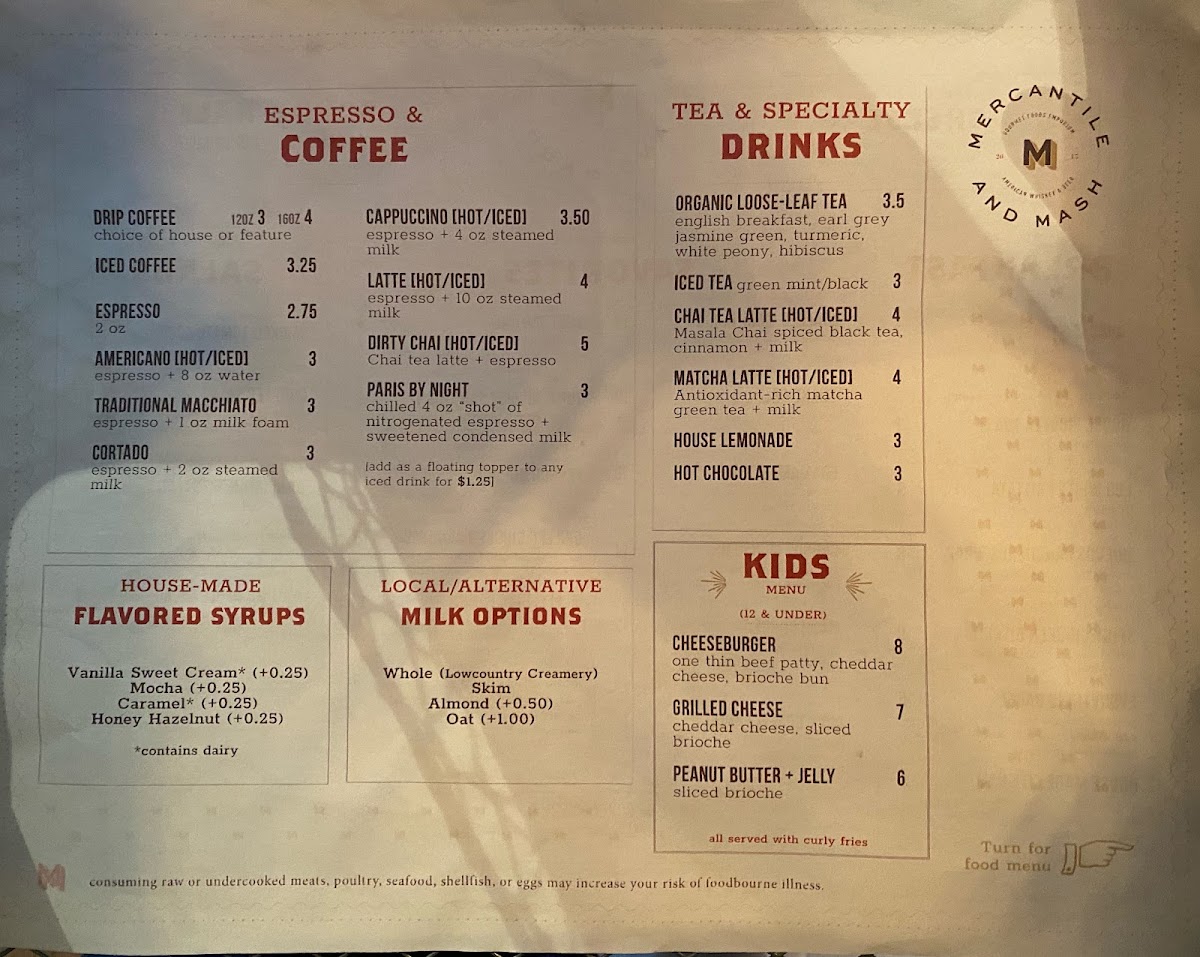 ESPRESSO &
COFFEE
DRIP COFFEE 12OZ 3 16OZ 4
choice of house or feature
ICED COFFEE 3.25
ESPRESSO 2.75
2 oz
AMERICANO [HOT/ICED] 3
espresso + 8 oz water
TRADITIONAL MACCHIATO 3
espresso + 1 oz milk foam
CORTADO 3
espresso + 2 oz steamed
milk
CAPPUCCINO [HOT/ICED] 3.50
espresso + 4 oz steamed
milk
LATTE [HOT/ICED] 4
espresso + 10 oz steamed
milk
DIRTY CHAI [HOT/ICED] 5
Chai tea latte + espresso
PARIS BY NIGHT 3
chilled 4 oz "shot" of
nitrogenated espresso +
sweetened condensed milk
[add as a floating topper to any
iced drink for $1.25]
TEA & SPECIALTY
DRINKS
ORGANIC LOOSE-LEAF TEA 3.5
english breakfast, earl grey
jasmine green, turmeric,
white peony, hibiscus
ICED TEA green mint/black 3
CHAI TEA LATTE [HOT/ICED] 4
Masala Chai spiced black tea,
cinnamon + milk
MATCHA LATTE [HOT/ICED] 4
Antioxidant-rich matcha
green tea + milk
HOUSE LEMONADE 3
HOT CHOCOLATE 3
MERCANTILE
GOURMET FOODS EMPORIUM
M
AMERICAN WHISKEY & BEER
AND MASH
HOUSE-MADE
FLAVORED SYRUPS
Vanilla Sweet Cream* (+0.25)
Mocha (+0.25)
Caramel* (+0.25)
Honey Hazelnut (+0.25)
*contains dairy
LOCAL/ALTERNATIVE
MILK OPTIONS
Whole (Lowcountry Creamery)
Skim
Almond (+0.50)
Oat (+1.00)
KIDS
MENU
(12 & UNDER)
CHEESEBURGER 8
one thin beef patty, cheddar
cheese, brioche bun
GRILLED CHEESE 7
cheddar cheese, sliced
brioche
PEANUT BUTTER + JELLY 6
sliced brioche
all served with curly fries
Turn for
food menu
M
consuming raw or undercooked meats, poultry, seafood, shellfish, or eggs may increase your risk of foodbourne illness.